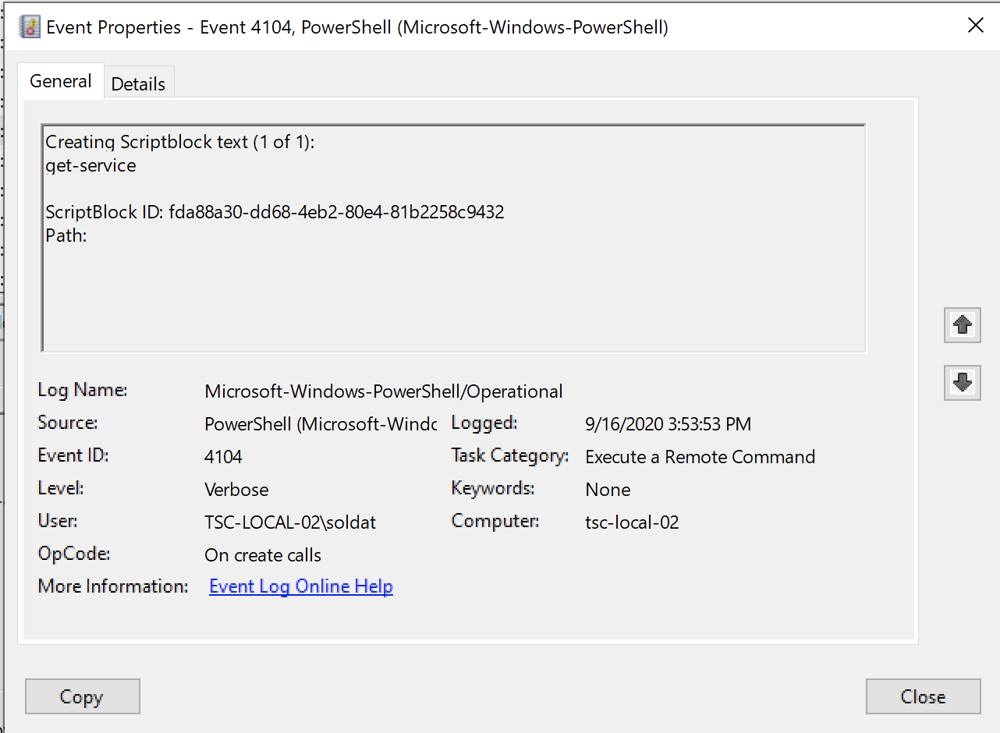 Event Properties - Event 4104, PowerShell (Microsoft-Windows-PowerShell)
General
Details
Creating Scriptblock text (1 of 1):
get-service
ScriptBlock ID: fda88a30-dd68-4eb2-80e4-81b2258c9432
Path:
Log Name: Microsoft-Windows-PowerShell/Operational
Source: PowerShell (Microsoft-Windo Logged: 9/16/2020 3:53:53 PM
Event ID: 4104 Task Category: Execute a Remote Command
Level: Verbose Keywords: None
User: TSC-LOCAL-02\soldat Computer: tsc-local-02
OpCode: On create calls
More Information: Event Log Online Help
Copy
Close